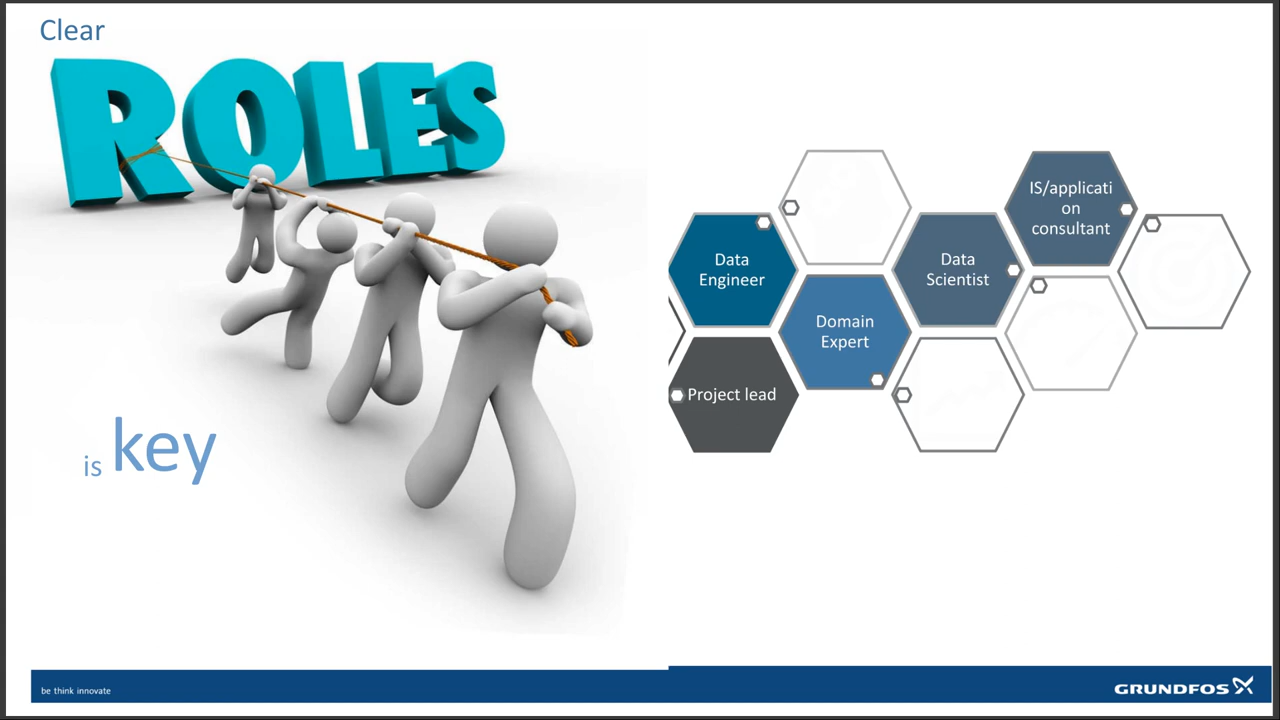 Clear
ROLES
is key
Data
Engineer
Domain
Expert
Project lead
Data
Scientist
IS/applicati
on
consultant
be think innovate
GRUNDFOS